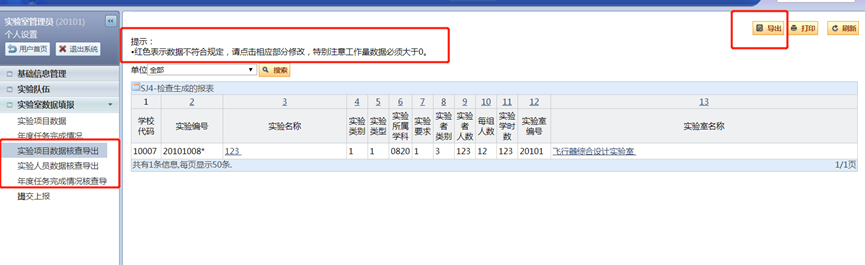 实验室管理员 (20101)
个人设置
用户首页 退出系统
基础信息管理
实验队伍
实验室数据填报
实验项目数据
年度任务完成情况
实验项目数据核查导出
实验人员数据核查导出
年度任务完成情况核查导
提交上报
导出 打印 刷新
提示：
•红色表示数据不符合规定，请点击相应部分修改，特别注意工作量数据必须大于0。
单位 全部 搜索
SJ4-检查生成的报表
1 2 3 4 5 6 7 8 9 10 11 12 13
学校代码 实验编号 实验名称 实验类别 实验类型 实验所属学科 实验要求 实验者类别 实验者人数 每组人数 实验学时数 实验室编号 实验室名称
10007 20101008* 123 1 1 0820 1 3 123 12 123 20101 飞行器综合设计实验室
共有1条信息,每页显示50条. 1/1页